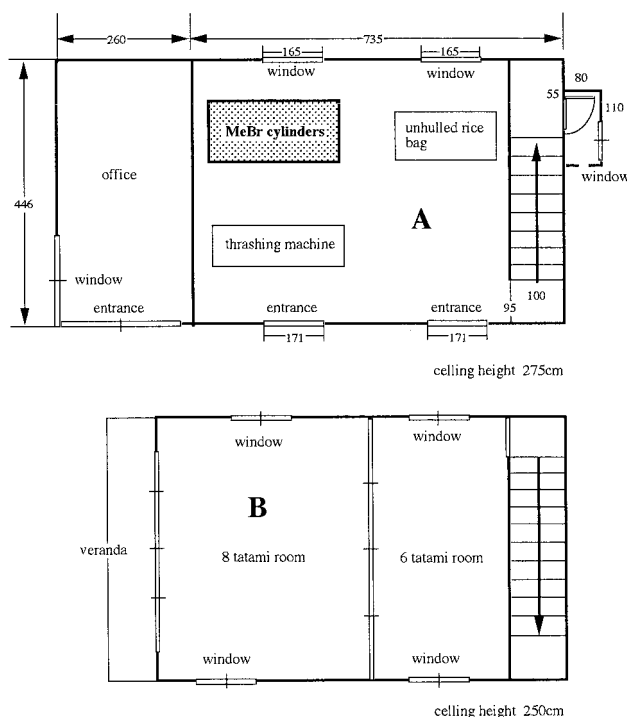 260
735
165
165
window
window
80
55
110
MeBr cylinders
unhulled rice
bag
window
office
446
A
thrashing machine
window
entrance
entrance
entrance
95
100
171
171
celling height 275cm
window
window
B
veranda
8 tatami room
6 tatami room
window
window
celling height 250cm